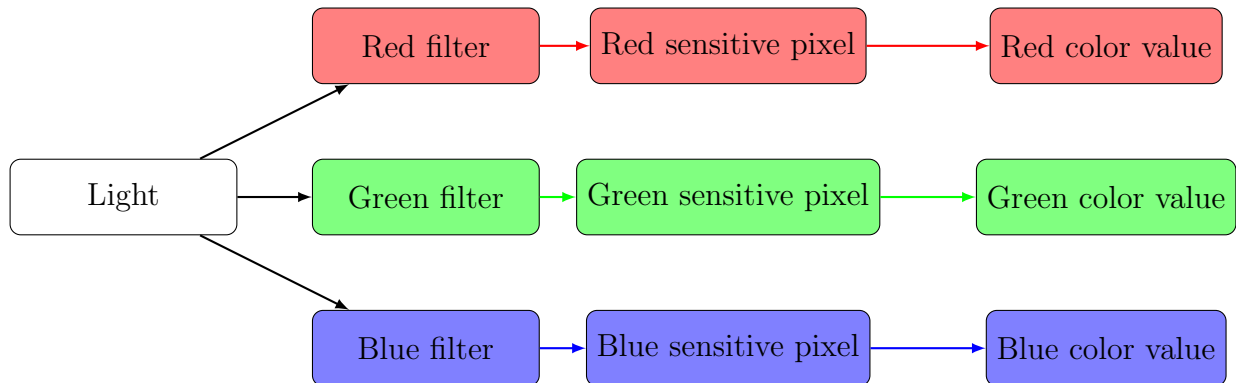 Red filter
Red sensitive pixel
Red color value
Light
Green filter
Green sensitive pixel
Green color value
Blue filter
Blue sensitive pixel
Blue color value